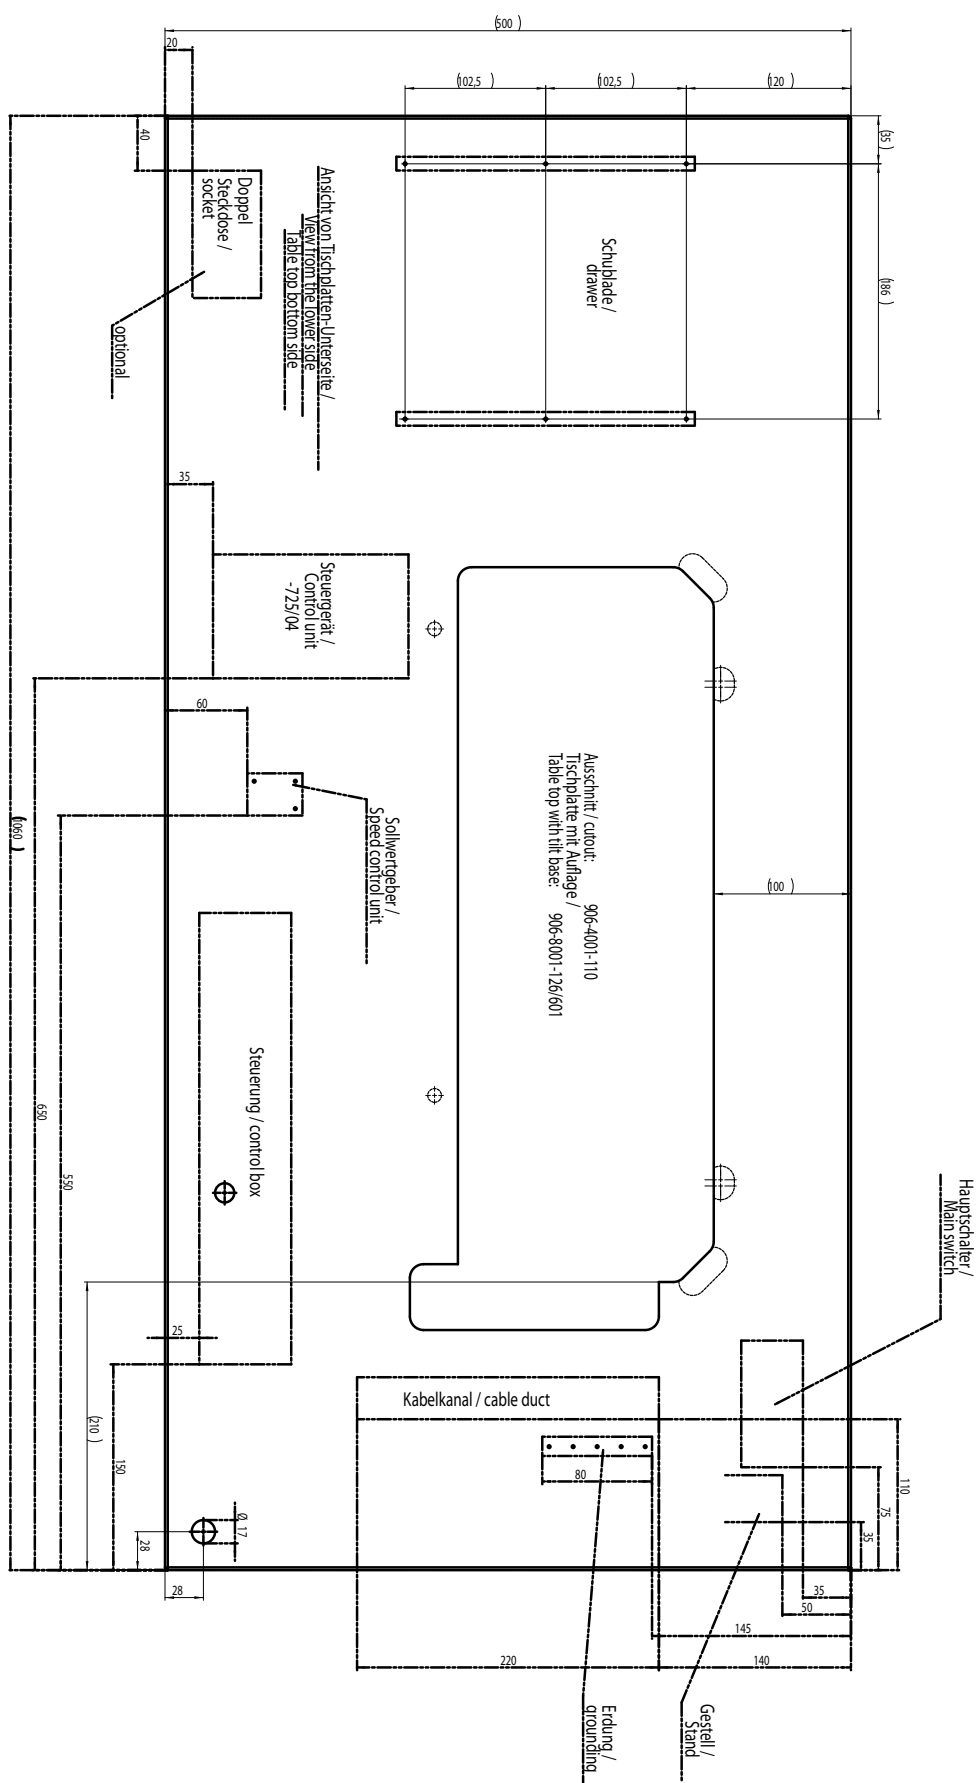 (500)
20
(102,5)
(102,5)
(120)
40
(35)
Doppel
Steckdose /
socket
Ansicht von Tischplatten-Unterseite /
View from the lower side
Table top bottom side
Schublade /
drawer
(186)
optional
35
Steuergerät /
Control unit
-725/04
60
Sollwertgeber /
Speed control unit
Ausschnitt / cutout: 906-4001-110
Tischplatte mit Auflage /
Table top with tilt base: 906-8001-126/601
(100)
(1060)
650
550
Steuerung / control box
Hauptschalter /
Main switch
25
(210)
150
Kabelkanal / cable duct
80
110
75
35
Ø 17
28
28
35
50
145
220
140
Erdung /
grounding
Gestell /
Stand